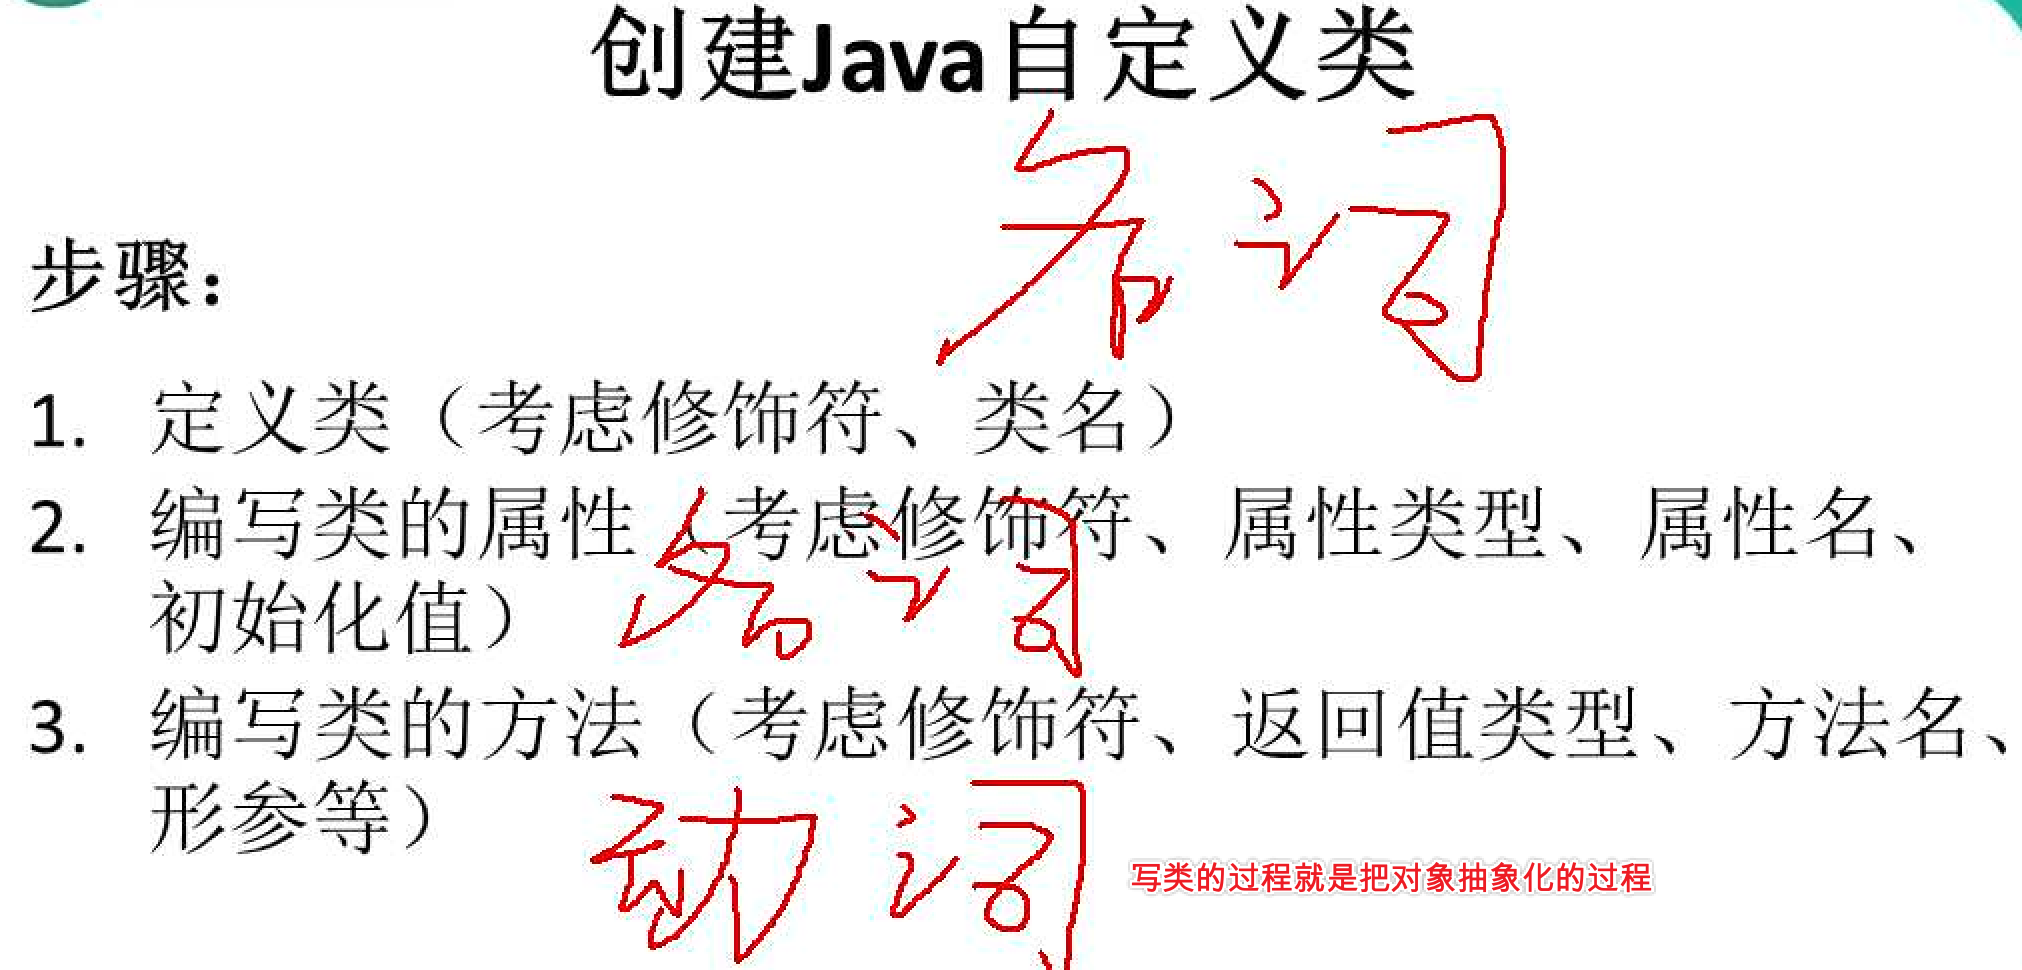 创建Java自定义类
名词
步骤：
1. 定义类（考虑修饰符、类名）
2. 编写类的属性（考虑修饰符、属性类型、属性名、
初始化值）
名词
3. 编写类的方法（考虑修饰符、返回值类型、方法名、
形参等）
动词
写类的过程就是把对象抽象化的过程